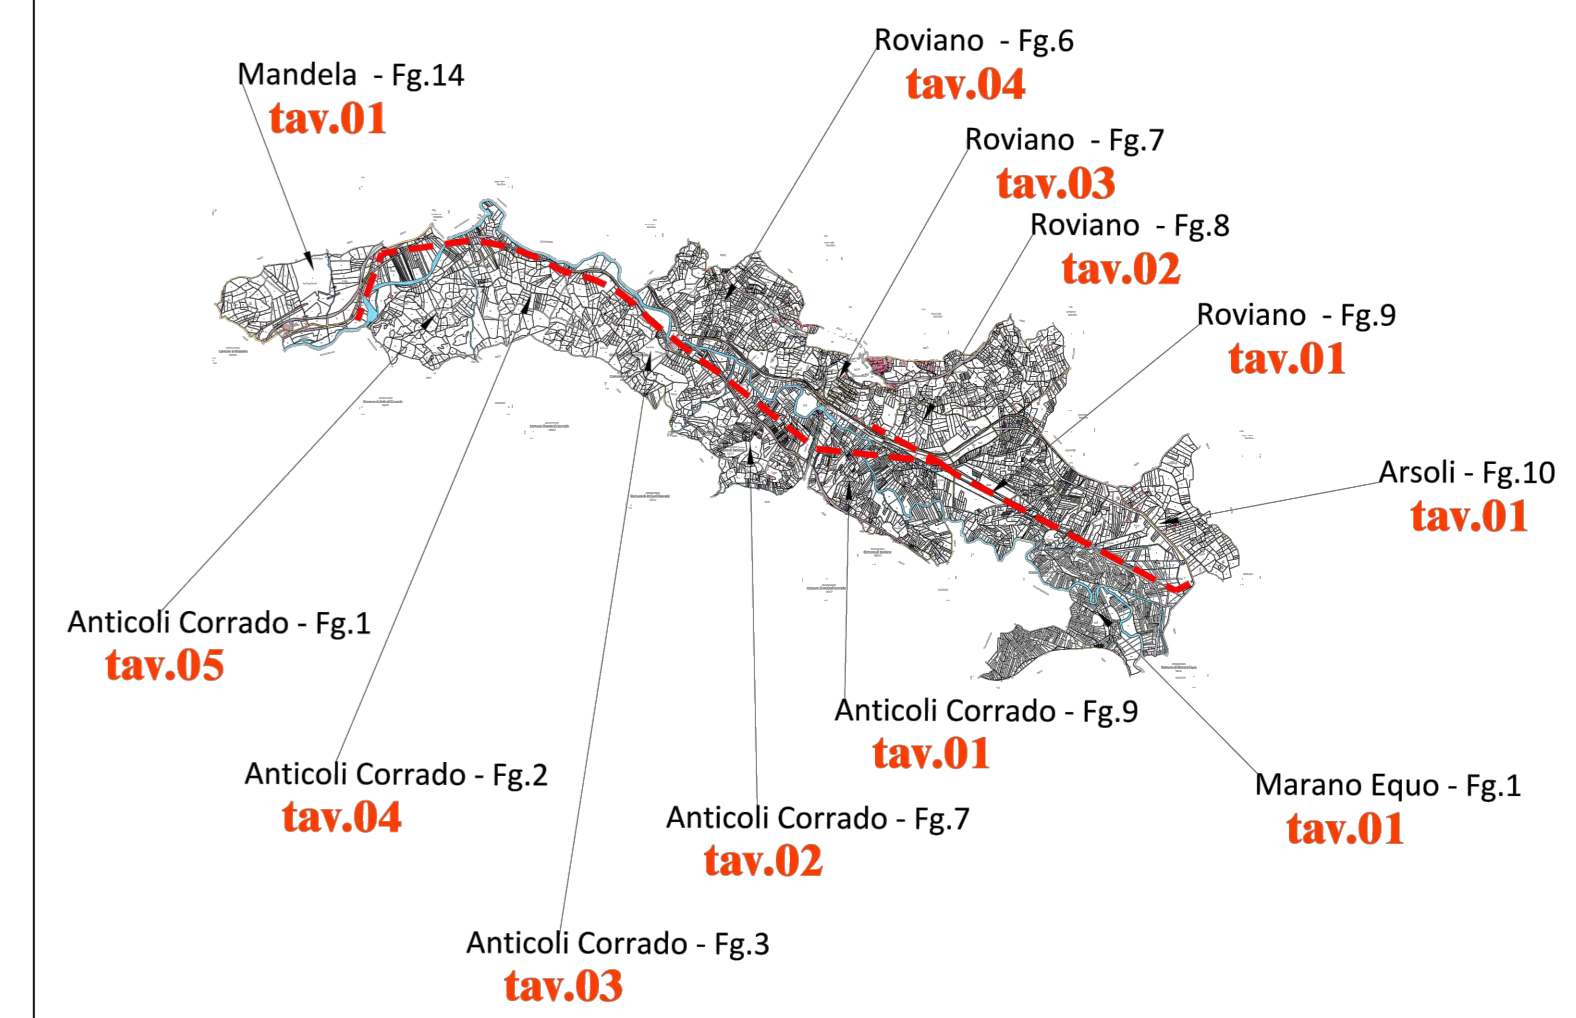 Roviano - Fg.6
tav.04
Mandela - Fg.14
tav.01
Roviano - Fg.7
tav.03
Roviano - Fg.8
tav.02
Roviano - Fg.9
tav.01
Arsoli - Fg.10
tav.01
Anticoli Corrado - Fg.1
tav.05
Anticoli Corrado - Fg.9
tav.01
Anticoli Corrado - Fg.2
tav.04
Marano Equo - Fg.1
tav.01
Anticoli Corrado - Fg.7
tav.02
Anticoli Corrado - Fg.3
tav.03